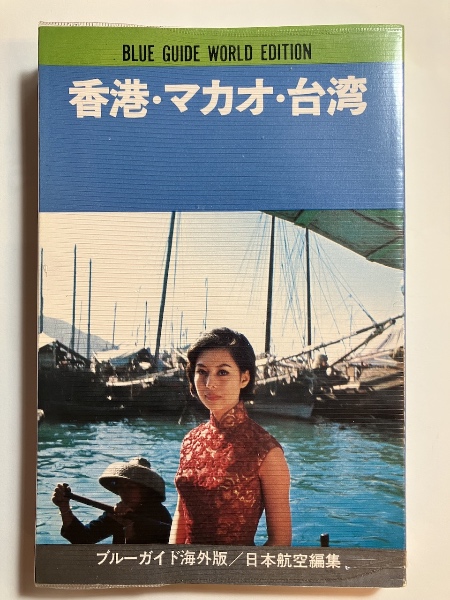 BLUE GUIDE WORLD EDITION
香港・マカオ・台湾
ブルーガイド海外版/日本航空編集